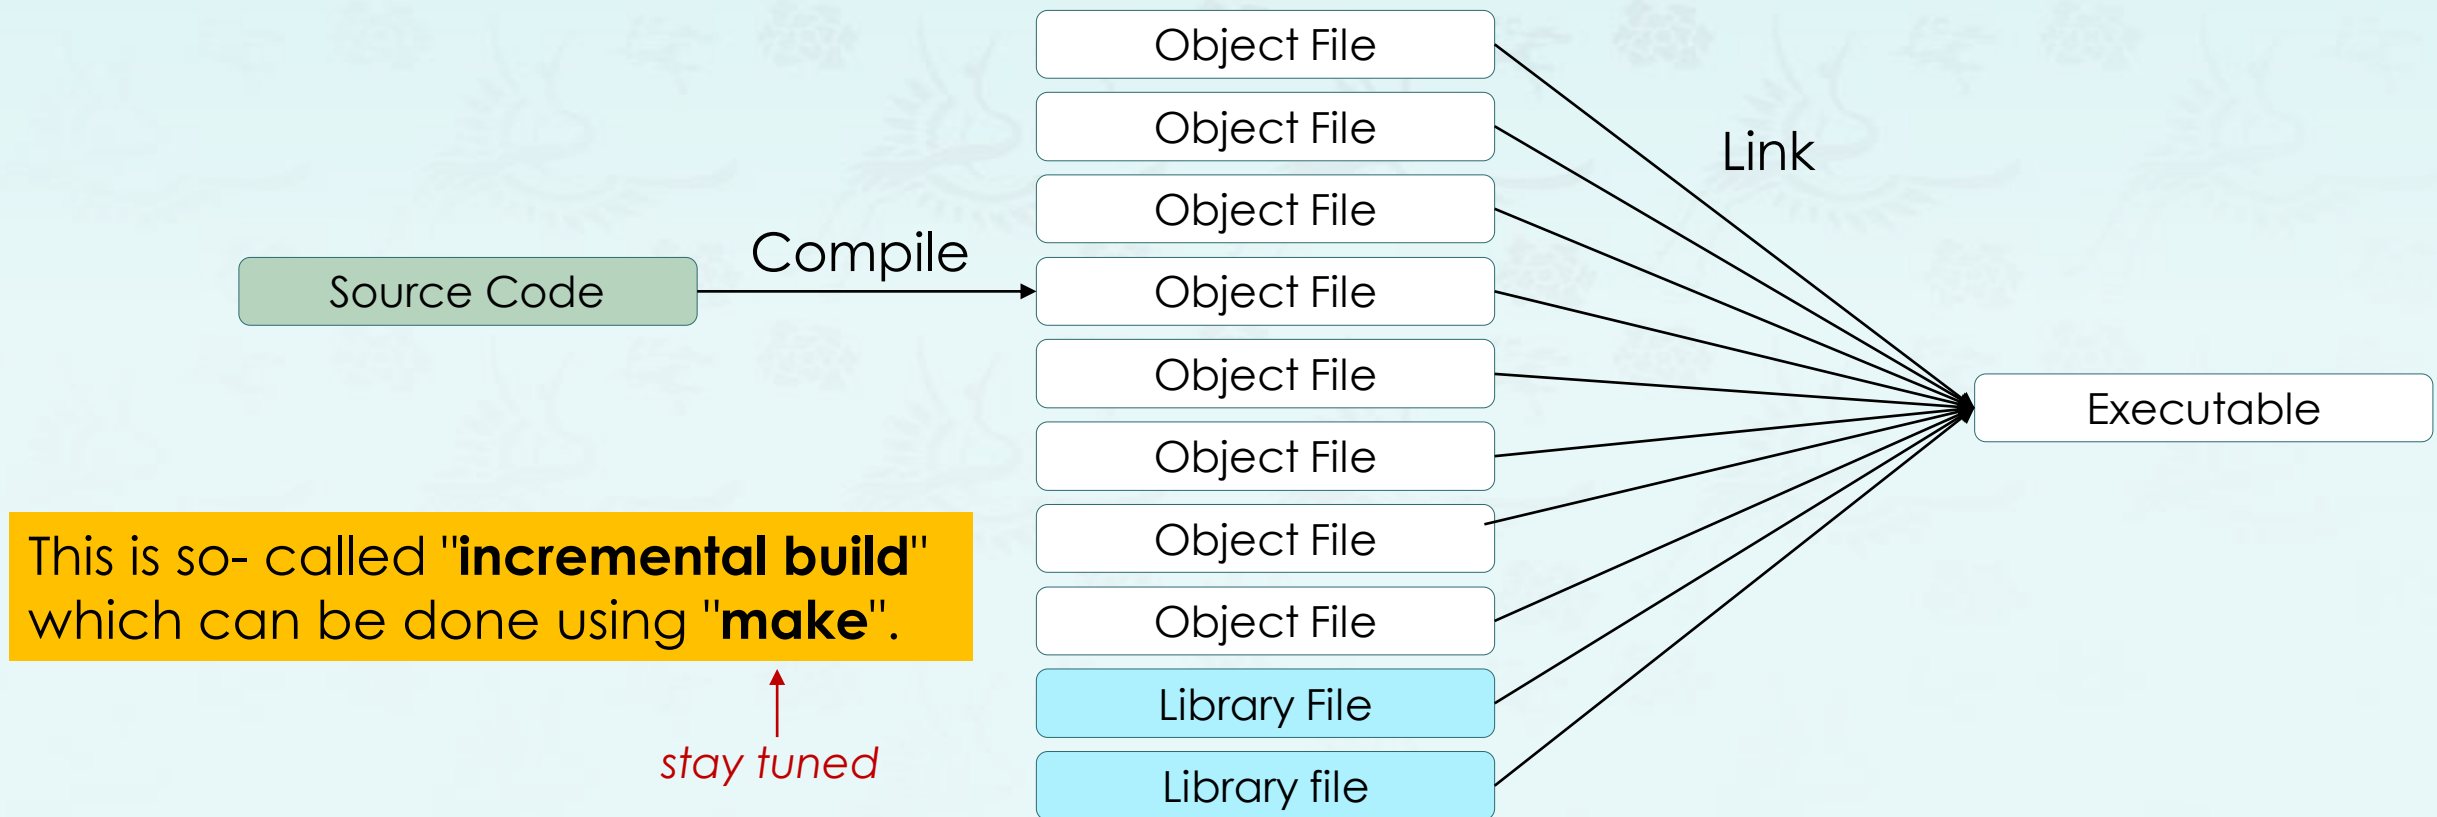 Source Code
Compile
Object File
Object File
Object File
Object File
Object File
Object File
Object File
Object File
Library File
Library file
Link
Executable
This is so- called "incremental build"
which can be done using "make".
stay tuned